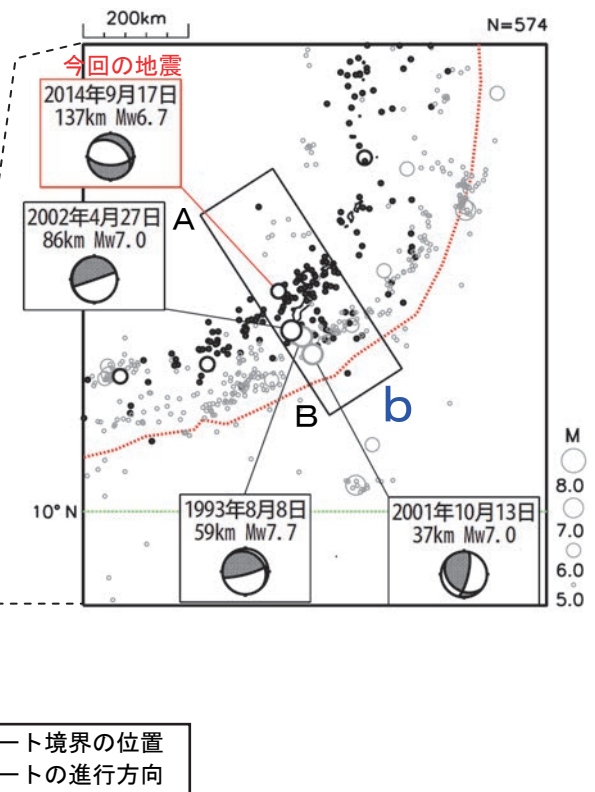 200km
N=574
今回の地震
2014年9月17日
137km Mw6.7
2002年4月27日
86km Mw7.0
A
B
b
M
8.0
7.0
6.0
5.0
10°N
1993年8月8日
59km Mw7.7
2001年10月13日
37km Mw7.0
ート境界の位置
ートの進行方向